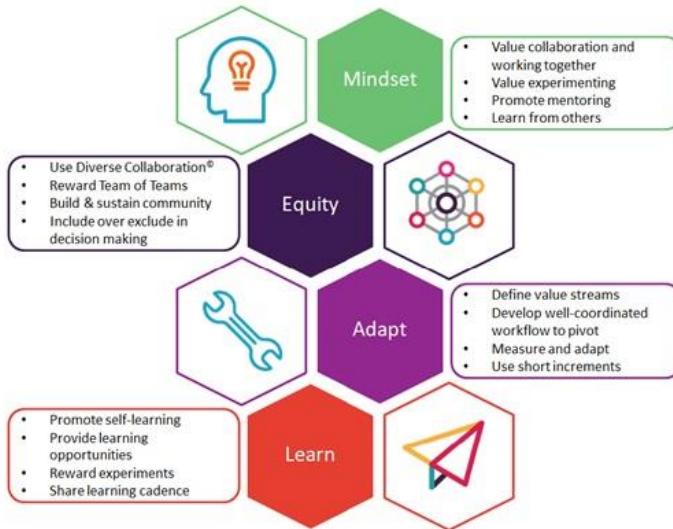 Mindset
• Value collaboration and
working together
• Value experimenting
• Promote mentoring
• Learn from others
• Use Diverse Collaboration©
• Reward Team of Teams
• Build & sustain community
• Include over exclude in
decision making
Equity
Adapt
• Define value streams
• Develop well-coordinated
workflow to pivot
• Measure and adapt
• Use short increments
• Promote self-learning
• Provide learning
opportunities
• Reward experiments
• Share learning cadence
Learn